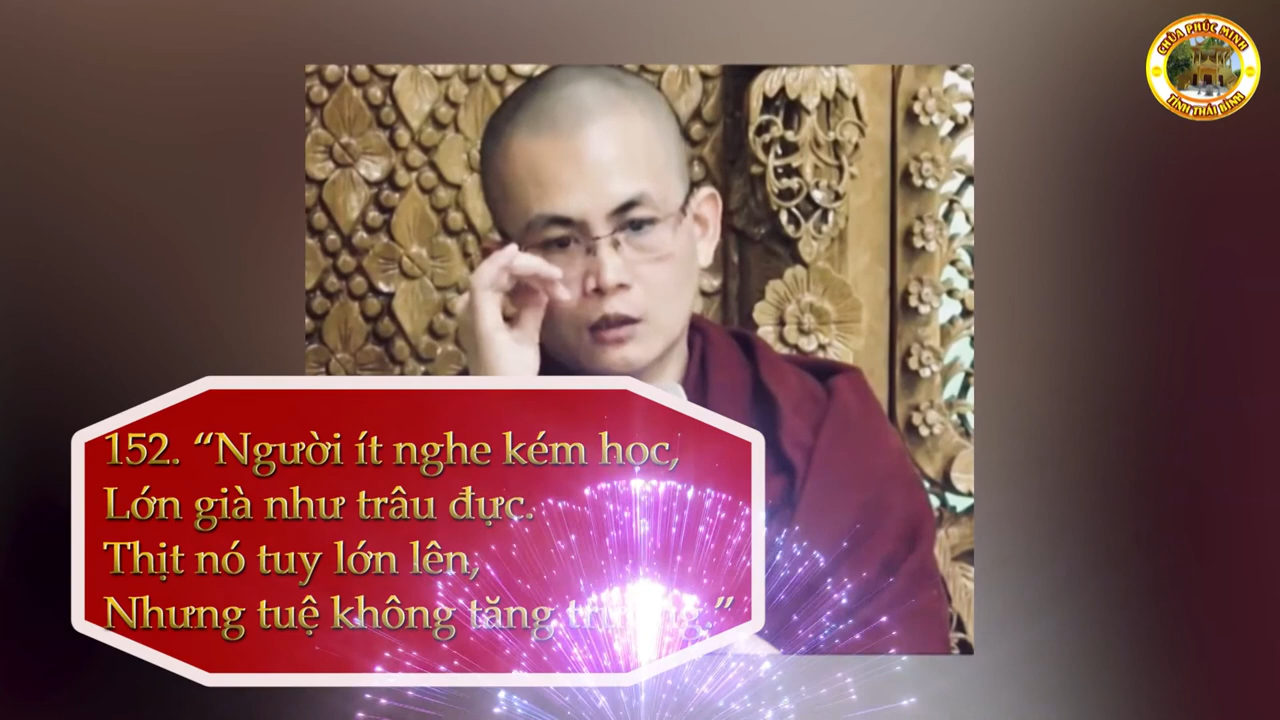 CHÙA PHÚC MINH
TỈNH THÁI BÌNH
152. “Người ít nghe kém học,
Lớn già như trâu đực.
Thịt nó tuy lớn lên,
Nhưng tuệ không tăng trưởng.”